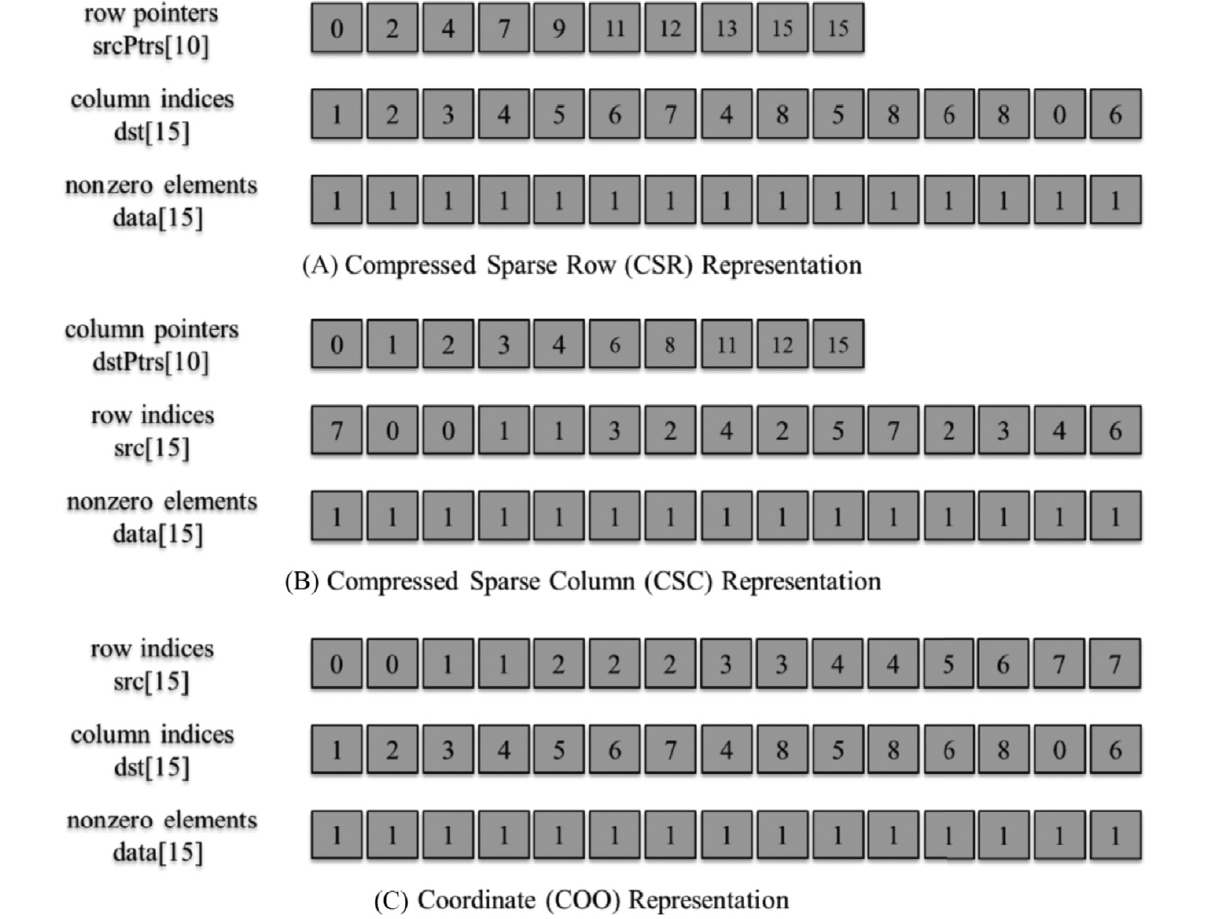 row pointers
srcPtrs[10]
0 2 4 7 9 11 12 13 15 15
column indices
dst[15]
1 2 3 4 5 6 7 4 8 5 8 6 8 0 6
nonzero elements
data[15]
1 1 1 1 1 1 1 1 1 1 1 1 1 1 1
(A) Compressed Sparse Row (CSR) Representation
column pointers
dstPtrs[10]
0 1 2 3 4 6 8 11 12 15
row indices
src[15]
7 0 0 1 1 3 2 4 2 5 7 2 3 4 6
nonzero elements
data[15]
1 1 1 1 1 1 1 1 1 1 1 1 1 1 1
(B) Compressed Sparse Column (CSC) Representation
row indices
src[15]
0 0 1 1 2 2 2 3 3 4 4 5 6 7 7
column indices
dst[15]
1 2 3 4 5 6 7 4 8 5 8 6 8 0 6
nonzero elements
data[15]
1 1 1 1 1 1 1 1 1 1 1 1 1 1 1
(C) Coordinate (COO) Representation